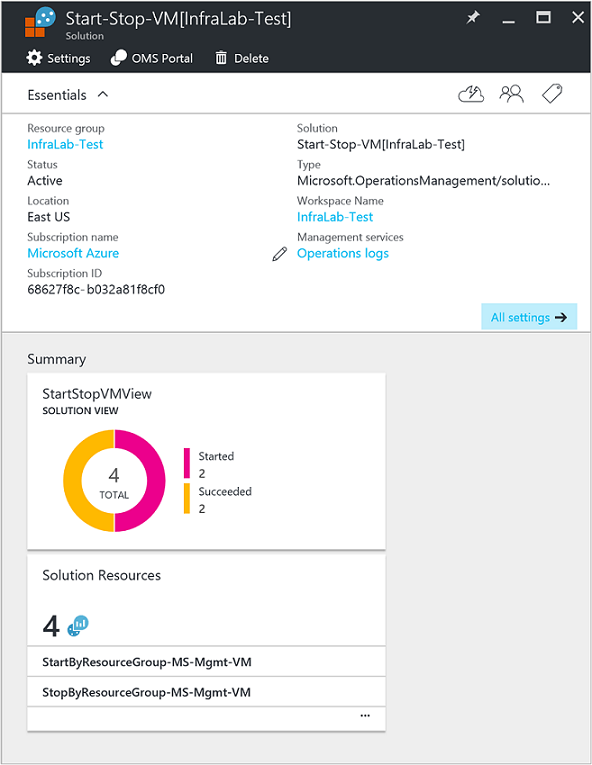 Start-Stop-VM[InfraLab-Test]
Solution
Settings
OMS Portal
Delete
Essentials
Resource group
InfraLab-Test
Status
Active
Location
East US
Subscription name
Microsoft Azure
Subscription ID
68627f8c-b032a81f8cf0
Solution
Start-Stop-VM[InfraLab-Test]
Type
Microsoft.OperationsManagement/solutio...
Workspace Name
InfraLab-Test
Management services
Operations logs
All settings
Summary
StartStopVMView
SOLUTION VIEW
4
TOTAL
Started
2
Succeeded
2
Solution Resources
4
StartByResourceGroup-MS-Mgmt-VM
StopByResourceGroup-MS-Mgmt-VM
...